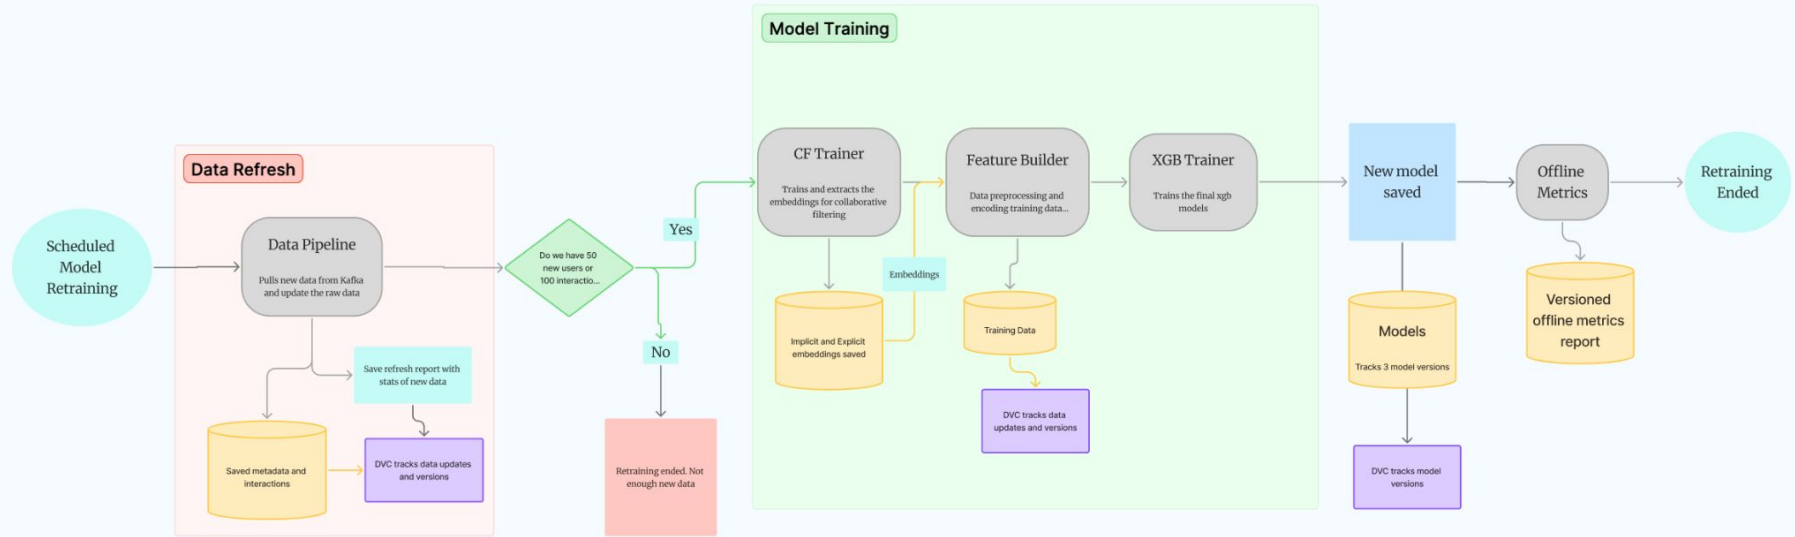 Data Refresh
Scheduled
Model
Retraining
Data Pipeline
Pulls new data from Kafka
and update the raw data
Save refresh report with
stats of new data
Saved metadata and
interactions
DVC tracks data updates
and versions
Do we have 50
new users or
100 interactio...
Yes
No
Retraining ended. Not
enough new data
Model Training
CF Trainer
Trains and extracts the
embeddings for collaborative
filtering
Implicit and Explicit
embeddings saved
Embeddings
Feature Builder
Data preprocessing and
encoding training data...
Training Data
DVC tracks data
updates and versions
XGB Trainer
Trains the final xgb
models
New model
saved
Models
Tracks 3 model versions
DVC tracks model
versions
Offline
Metrics
Versioned
offline metrics
report
Retraining
Ended